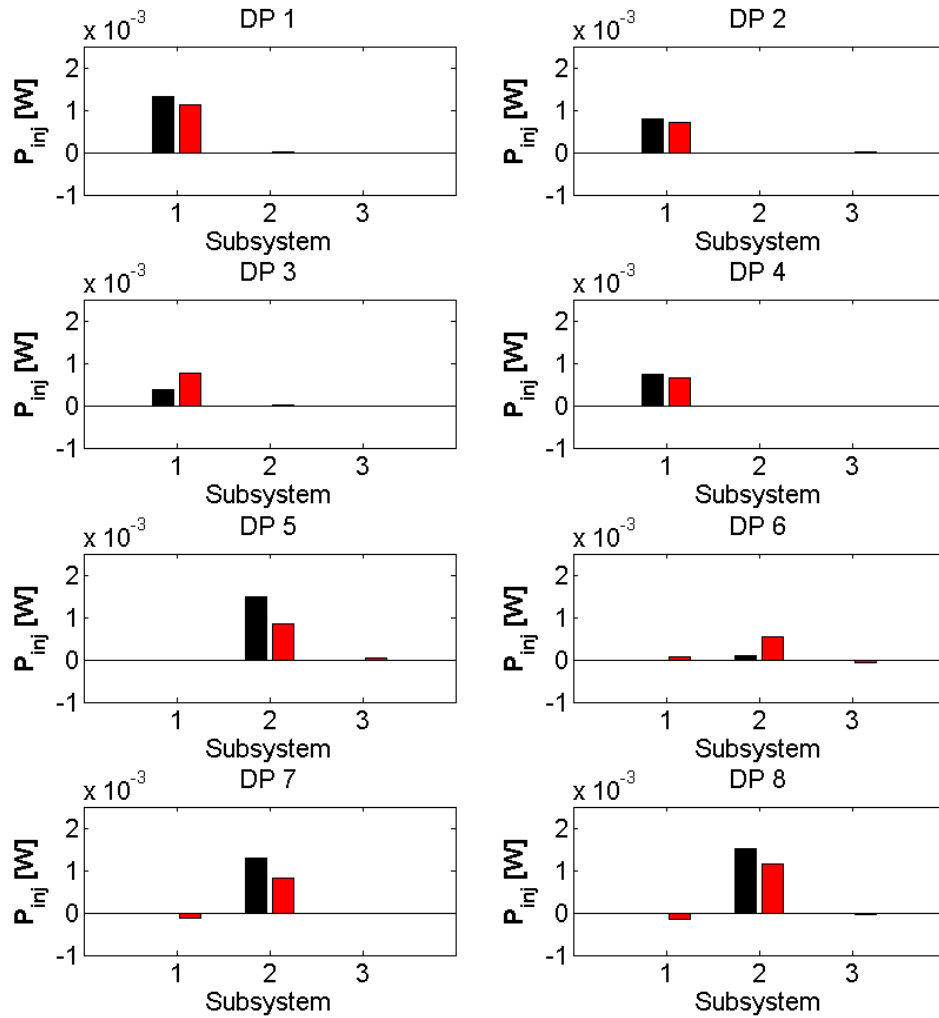 x 10^-3 DP 1
P_inj [W]
2
1
0
-1
1 2 3
Subsystem
x 10^-3 DP 2
P_inj [W]
2
1
0
-1
1 2 3
Subsystem
x 10^-3 DP 3
P_inj [W]
2
1
0
-1
1 2 3
Subsystem
x 10^-3 DP 4
P_inj [W]
2
1
0
-1
1 2 3
Subsystem
x 10^-3 DP 5
P_inj [W]
2
1
0
-1
1 2 3
Subsystem
x 10^-3 DP 6
P_inj [W]
2
1
0
-1
1 2 3
Subsystem
x 10^-3 DP 7
P_inj [W]
2
1
0
-1
1 2 3
Subsystem
x 10^-3 DP 8
P_inj [W]
2
1
0
-1
1 2 3
Subsystem